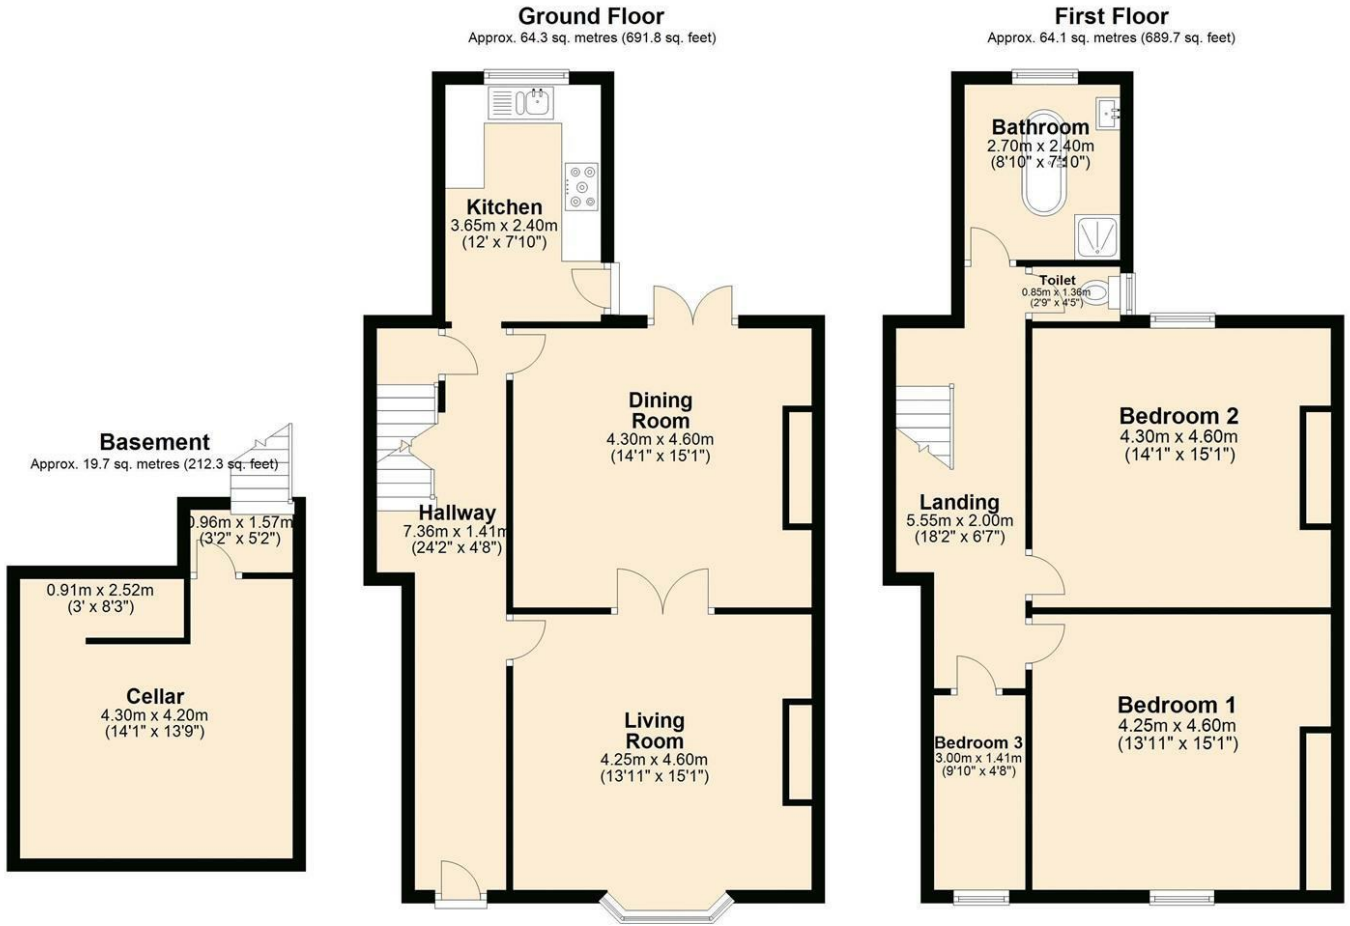 Ground Floor
Approx. 64.3 sq. metres (691.8 sq. feet)
Kitchen
3.65m x 2.40m
(12' x 7'10")
Dining
Room
4.30m x 4.60m
(14'1" x 15'1")
Hallway
7.36m x 1.41m
(24'2" x 4'8")
Living
Room
4.25m x 4.60m
(13'11" x 15'1")
First Floor
Approx. 64.1 sq. metres (689.7 sq. feet)
Bathroom
2.70m x 2.40m
(8'10" x 7'10")
Toilet
0.85m x 1.36m
(2'9" x 4'5")
Bedroom 2
4.30m x 4.60m
(14'1" x 15'1")
Landing
5.55m x 2.00m
(18'2" x 6'7")
Bedroom 1
4.25m x 4.60m
(13'11" x 15'1")
Bedroom 3
3.00m x 1.41m
(9'10" x 4'8")
Basement
Approx. 19.7 sq. metres (212.3 sq. feet)
0.96m x 1.57m
(3'2" x 5'2")
0.91m x 2.52m
(3' x 8'3")
Cellar
4.30m x 4.20m
(14'1" x 13'9")